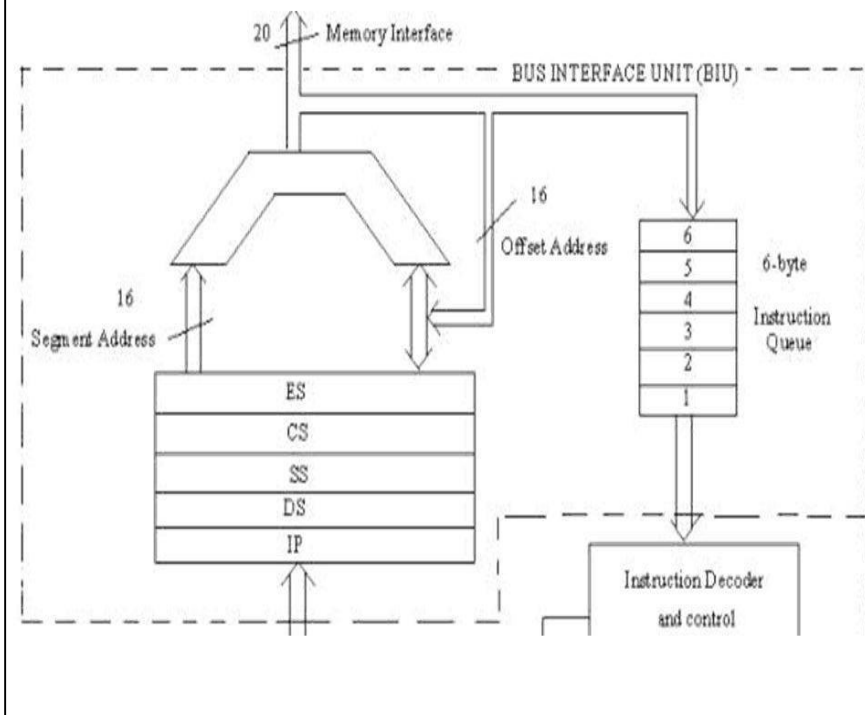 20
Memory Interface
BUS INTERFACE UNIT (BIU)
16
Offset Address
16
Segment Address
6
5
4
3
2
1
6-byte
Instruction
Queue
ES
CS
SS
DS
IP
Instruction Decoder
and control